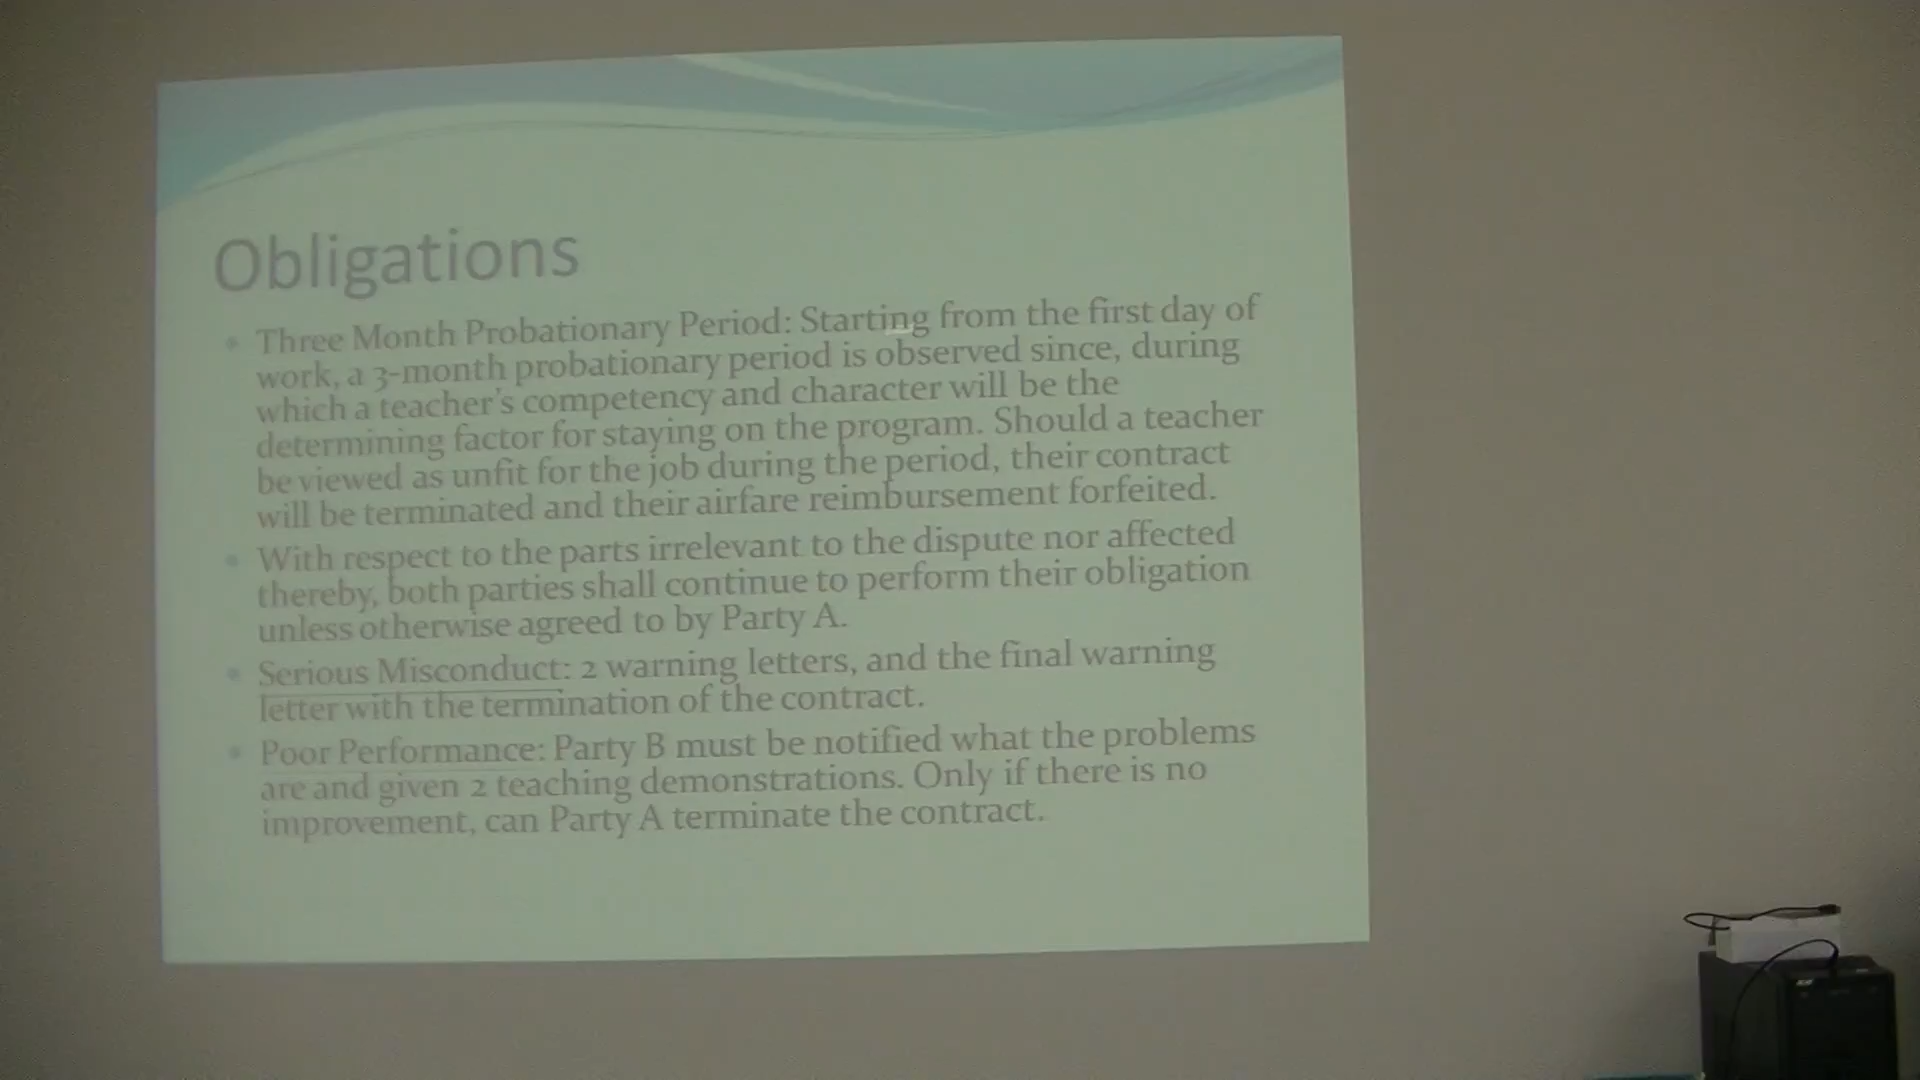 Obligations
Three Month Probationary Period: Starting from the first day of
work, a 3-month probationary period is observed since, during
which a teacher's competency and character will be the
determining factor for staying on the program. Should a teacher
be viewed as unfit for the job during the period, their contract
will be terminated and their airfare reimbursement forfeited.
With respect to the parts irrelevant to the dispute nor affected
thereby, both parties shall continue to perform their obligation
unless otherwise agreed to by Party A.
Serious Misconduct: 2 warning letters, and the final warning
letter with the termination of the contract.
Poor Performance: Party B must be notified what the problems
are and given 2 teaching demonstrations. Only if there is no
improvement, can Party A terminate the contract.